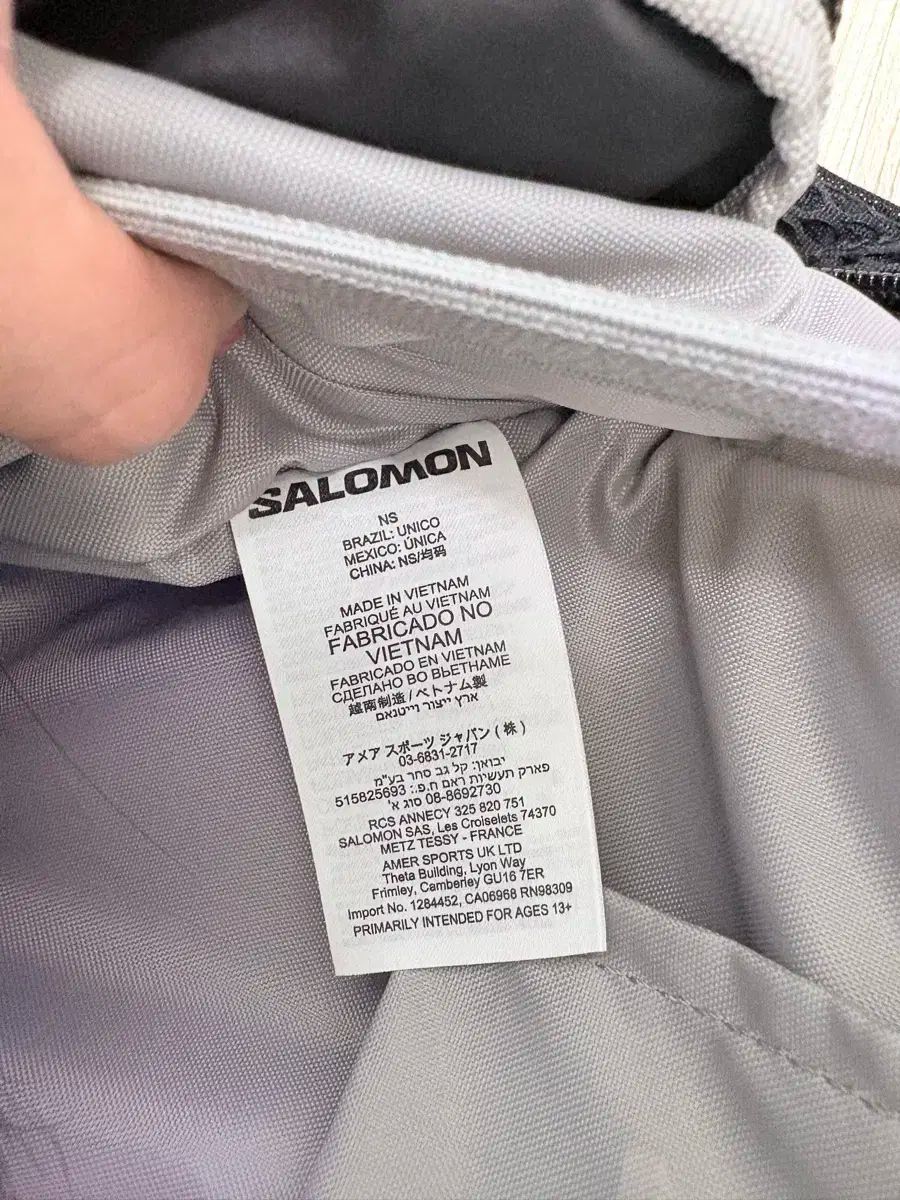 SALOMON
NS
BRAZIL: UNICO
MEXICO: ÚNICA
CHINA: NS/均码
MADE IN VIETNAM
FABRIQUÉ AU VIETNAM
FABRICADO NO
VIETNAM
FABRICADO EN VIETNAM
СДЕЛАНО ВО ВЬЕТНАМЕ
越南制造 / ベトナム製
ארץ ייצור וייטנאם
アメア スポーツ ジャパン ( 株 )
03-6831-2717
יבואן: קל גב סחר בע"מ
פארק תעשיות ראם ח.פ.: 515825693
08-8692730 סוג א'
RCS ANNECY 325 820 751
SALOMON SAS, Les Croiselets 74370
METZ TESSY - FRANCE
AMER SPORTS UK LTD
Theta Building, Lyon Way
Frimley, Camberley GU16 7ER
Import No. 1284452, CA06968 RN98309
PRIMARILY INTENDED FOR AGES 13+